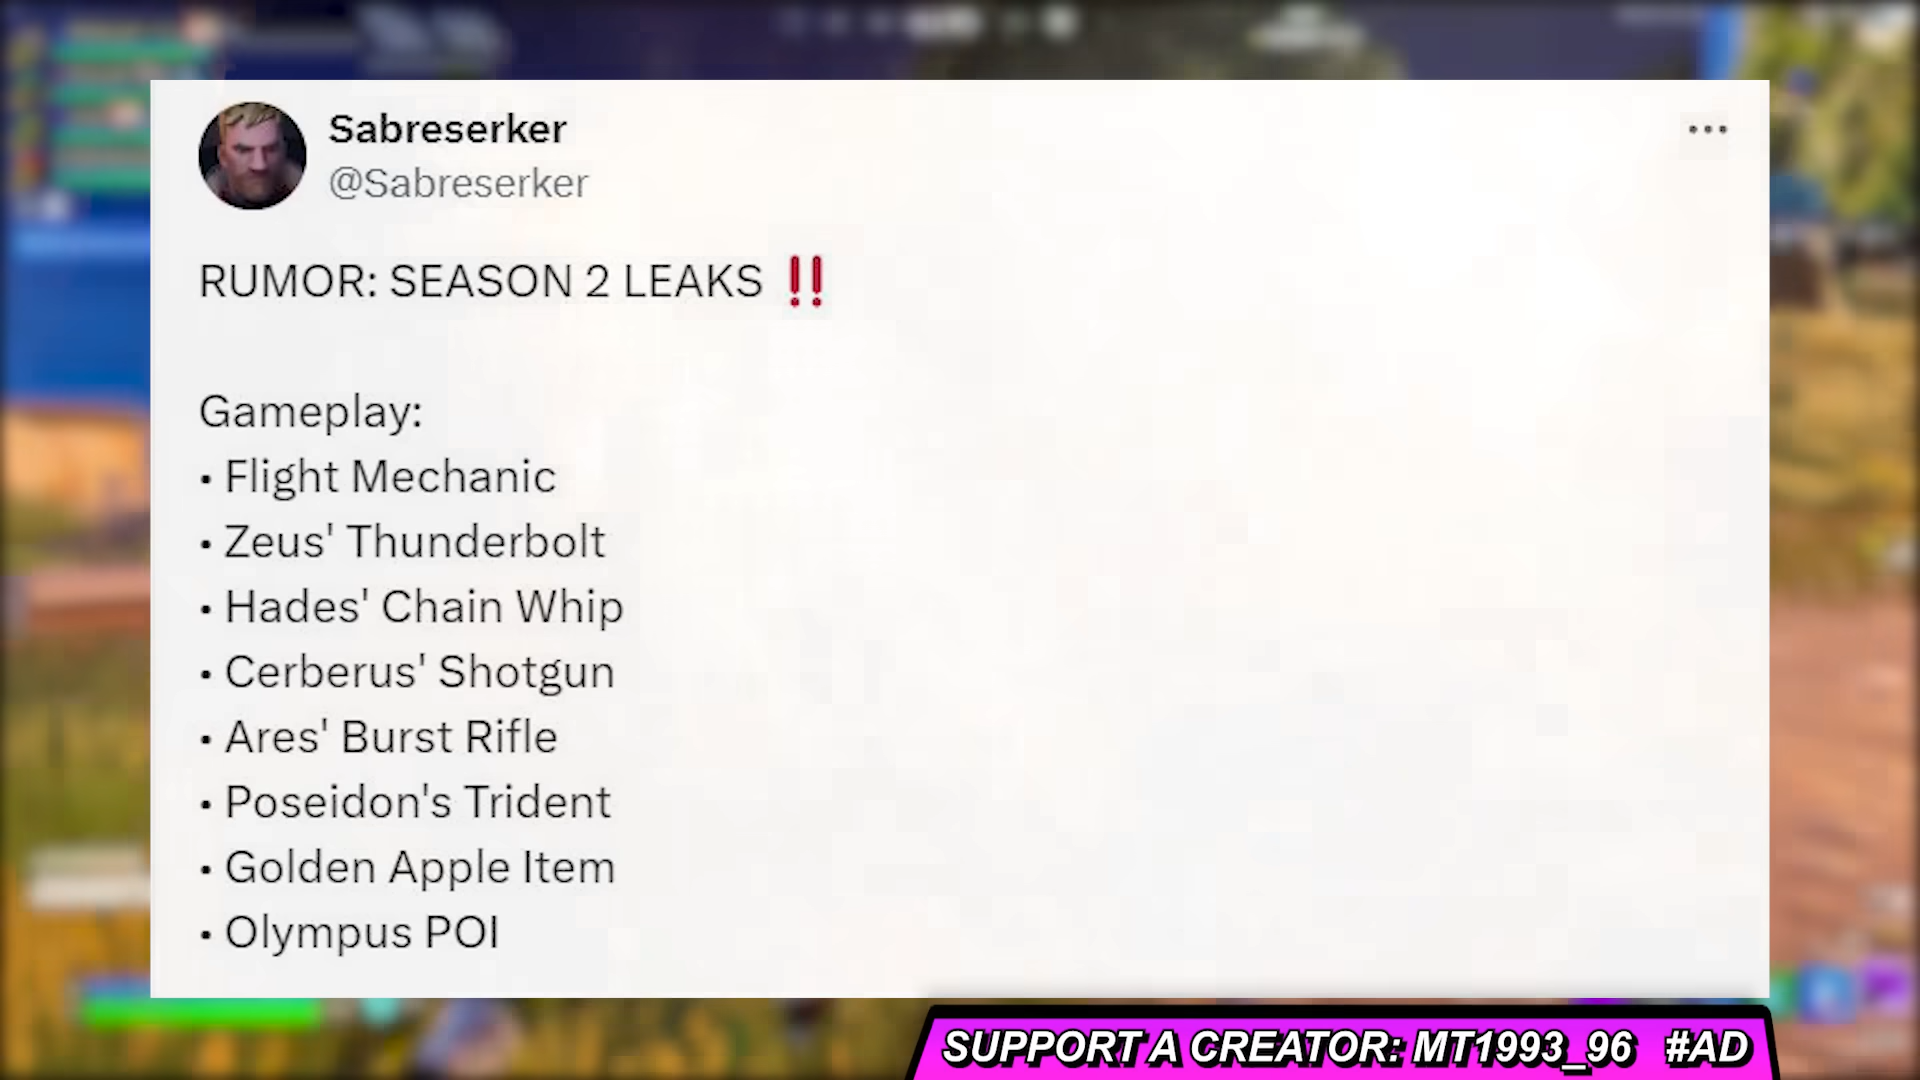 Sabreserker
@Sabreserker
RUMOR: SEASON 2 LEAKS ‼️
Gameplay:
• Flight Mechanic
• Zeus' Thunderbolt
• Hades' Chain Whip
• Cerberus' Shotgun
• Ares' Burst Rifle
• Poseidon's Trident
• Golden Apple Item
• Olympus POI
SUPPORT A CREATOR: MT1993_96 #AD